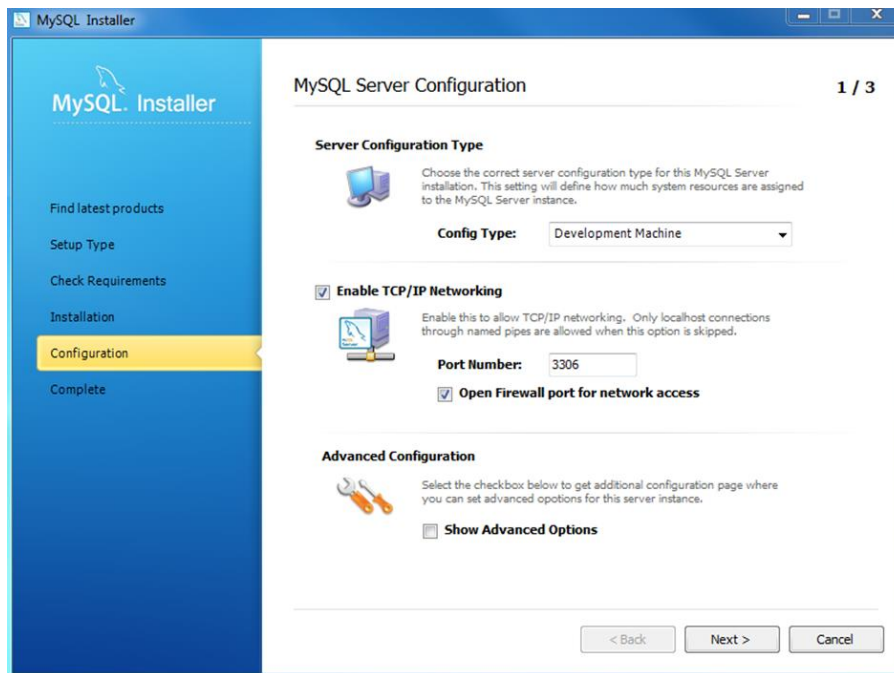 MySQL Installer
MySQL. Installer
Find latest products
Setup Type
Check Requirements
Installation
Configuration
Complete
MySQL Server Configuration
1 / 3
Server Configuration Type
Choose the correct server configuration type for this MySQL Server
installation. This setting will define how much system resources are assigned
to the MySQL Server instance.
Config Type: Development Machine
Enable TCP/IP Networking
Enable this to allow TCP/IP networking. Only localhost connections
through named pipes are allowed when this option is skipped.
Port Number: 3306
Open Firewall port for network access
Advanced Configuration
Select the checkbox below to get additional configuration page where
you can set advanced opotions for this server instance.
Show Advanced Options
< Back Next > Cancel